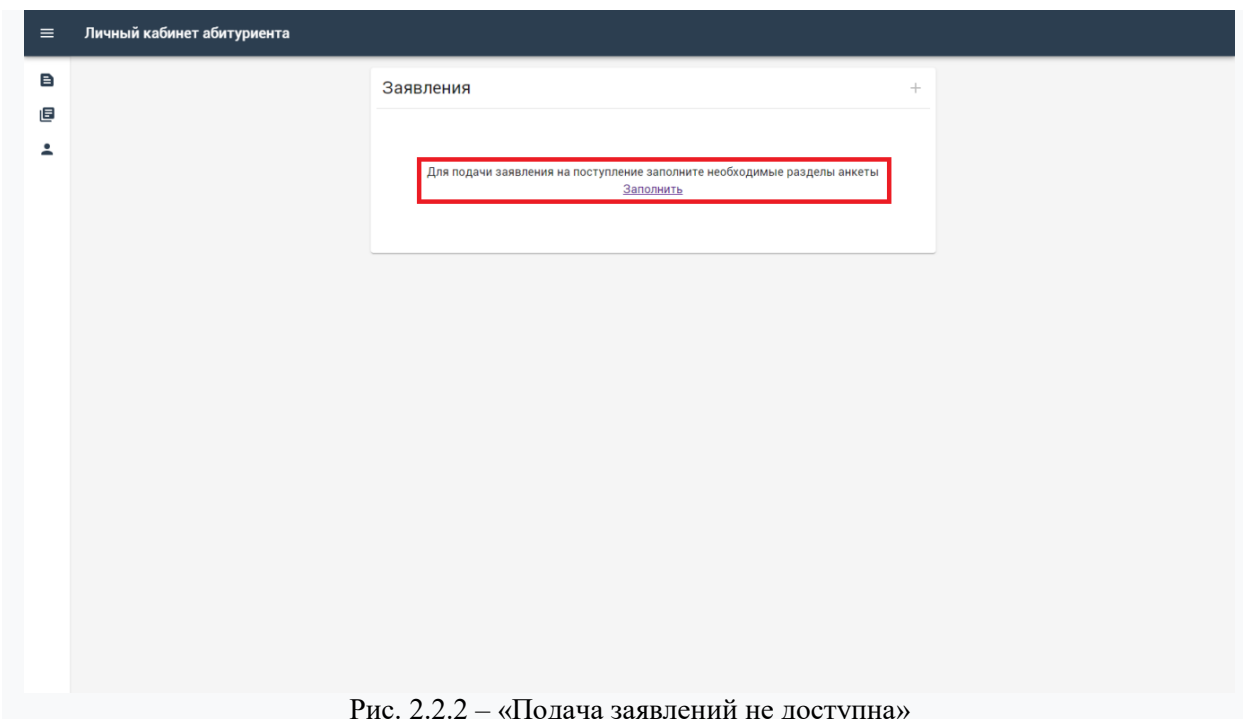 Личный кабинет абитуриента
Заявления
Для подачи заявления на поступление заполните необходимые разделы анкеты
Заполнить
Рис. 2.2.2 – «Подача заявлений не доступна»